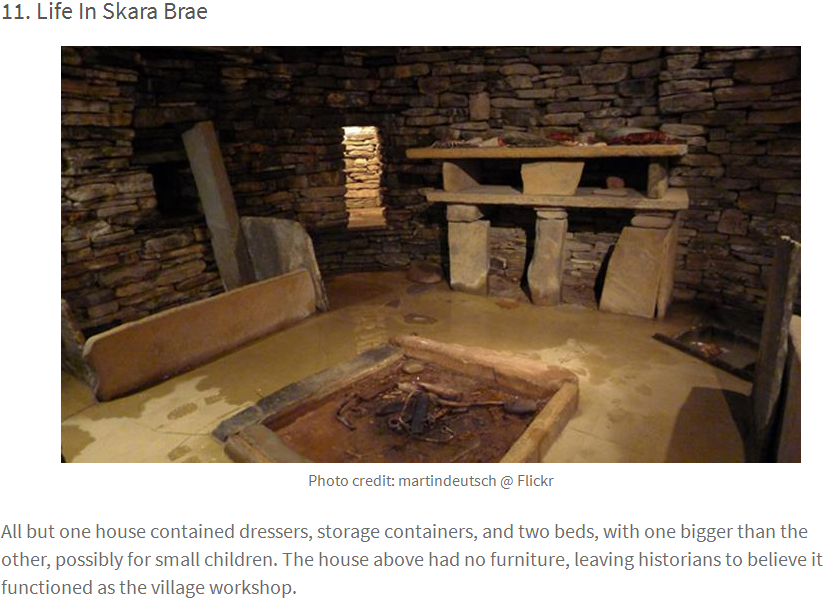 11. Life In Skara Brae
Photo credit: martindeutsch @ Flickr
All but one house contained dressers, storage containers, and two beds, with one bigger than the
other, possibly for small children. The house above had no furniture, leaving historians to believe it
functioned as the village workshop.